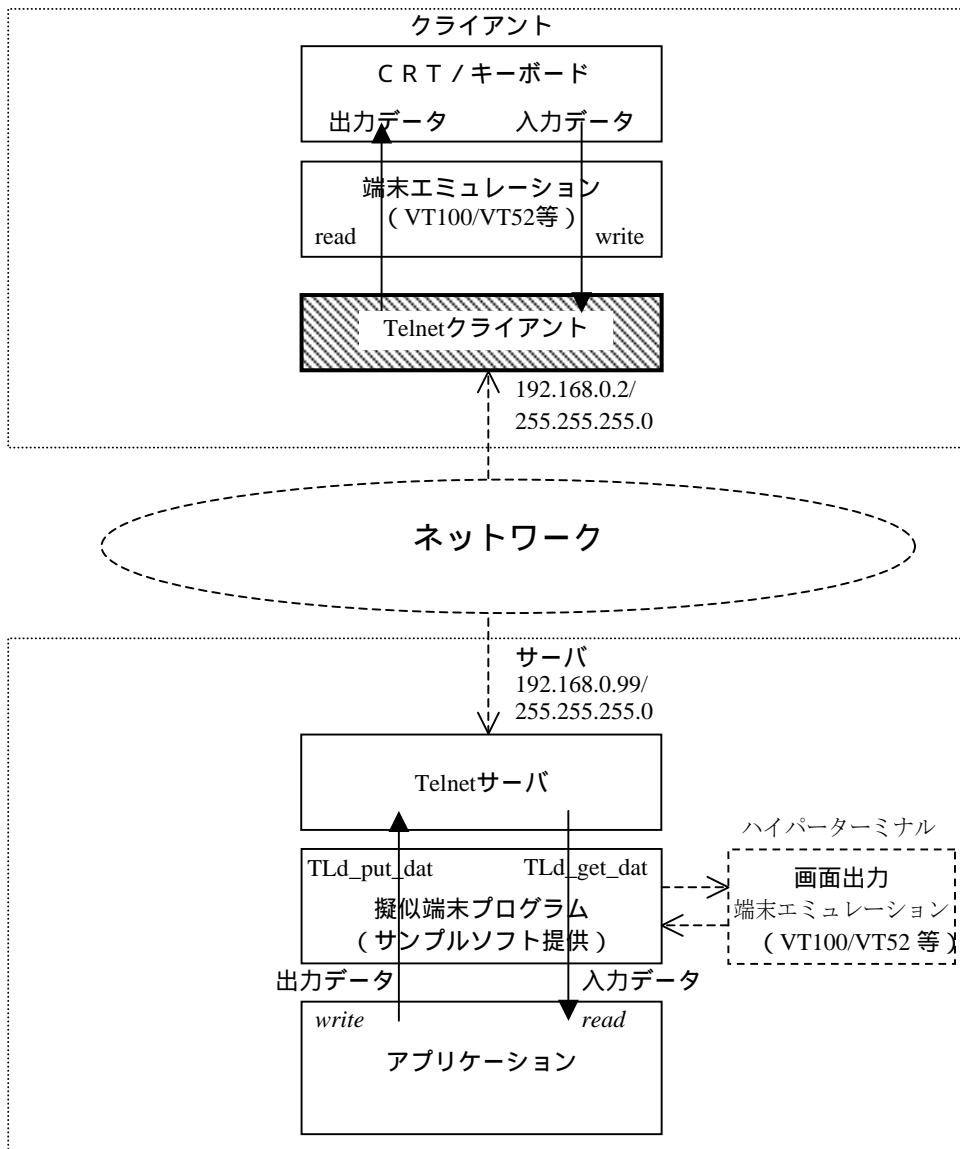 クライアント
ＣＲＴ/キーボード
出力データ 入力データ
端末エミュレーション
（VT100/VT52等）
read write
Telnetクライアント
192.168.0.2/
255.255.255.0
ネットワーク
サーバ
192.168.0.99/
255.255.255.0
Telnetサーバ
ハイパーターミナル
TLd_put_dat TLd_get_dat
画面出力
擬似端末プログラム
端末エミュレーション
（サンプルソフト提供）
（VT100/VT52 等）
出力データ 入力データ
write read
アプリケーション